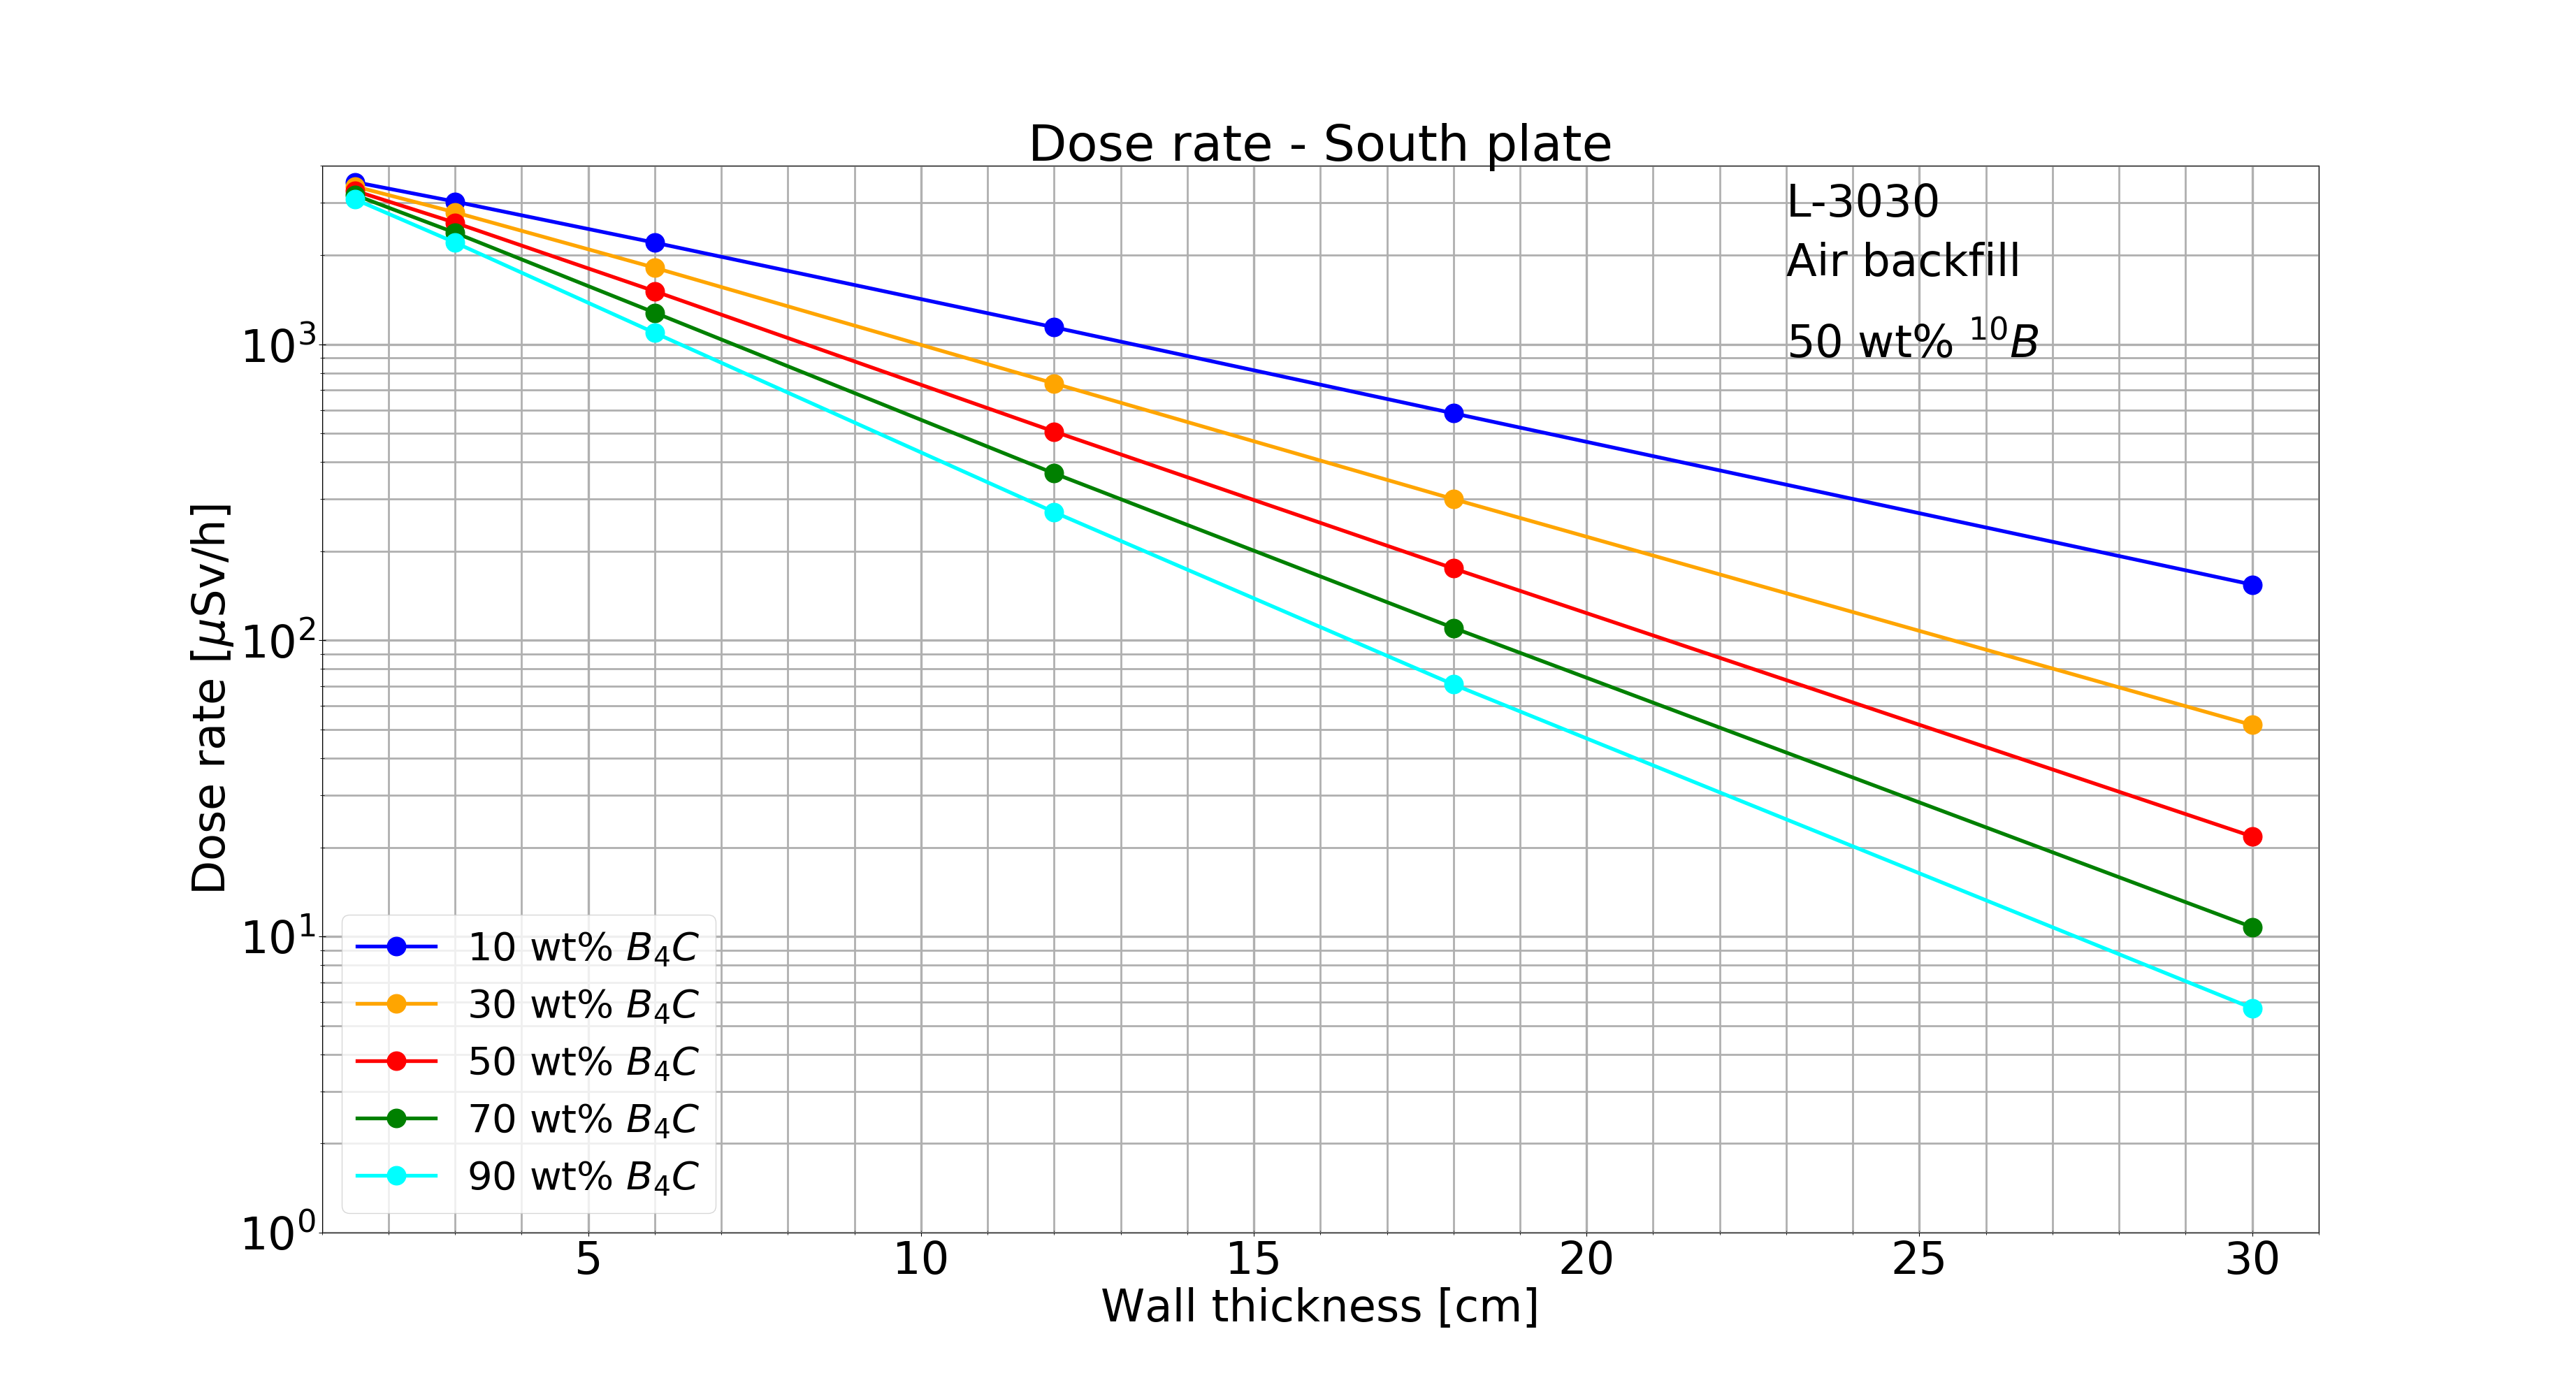 Dose rate - South plate
L-3030
Air backfill
50 wt% ¹⁰B
Dose rate [μSv/h]
10³
10²
10¹
10⁰
10 wt% B₄C
30 wt% B₄C
50 wt% B₄C
70 wt% B₄C
90 wt% B₄C
5 10 15 20 25 30
Wall thickness [cm]